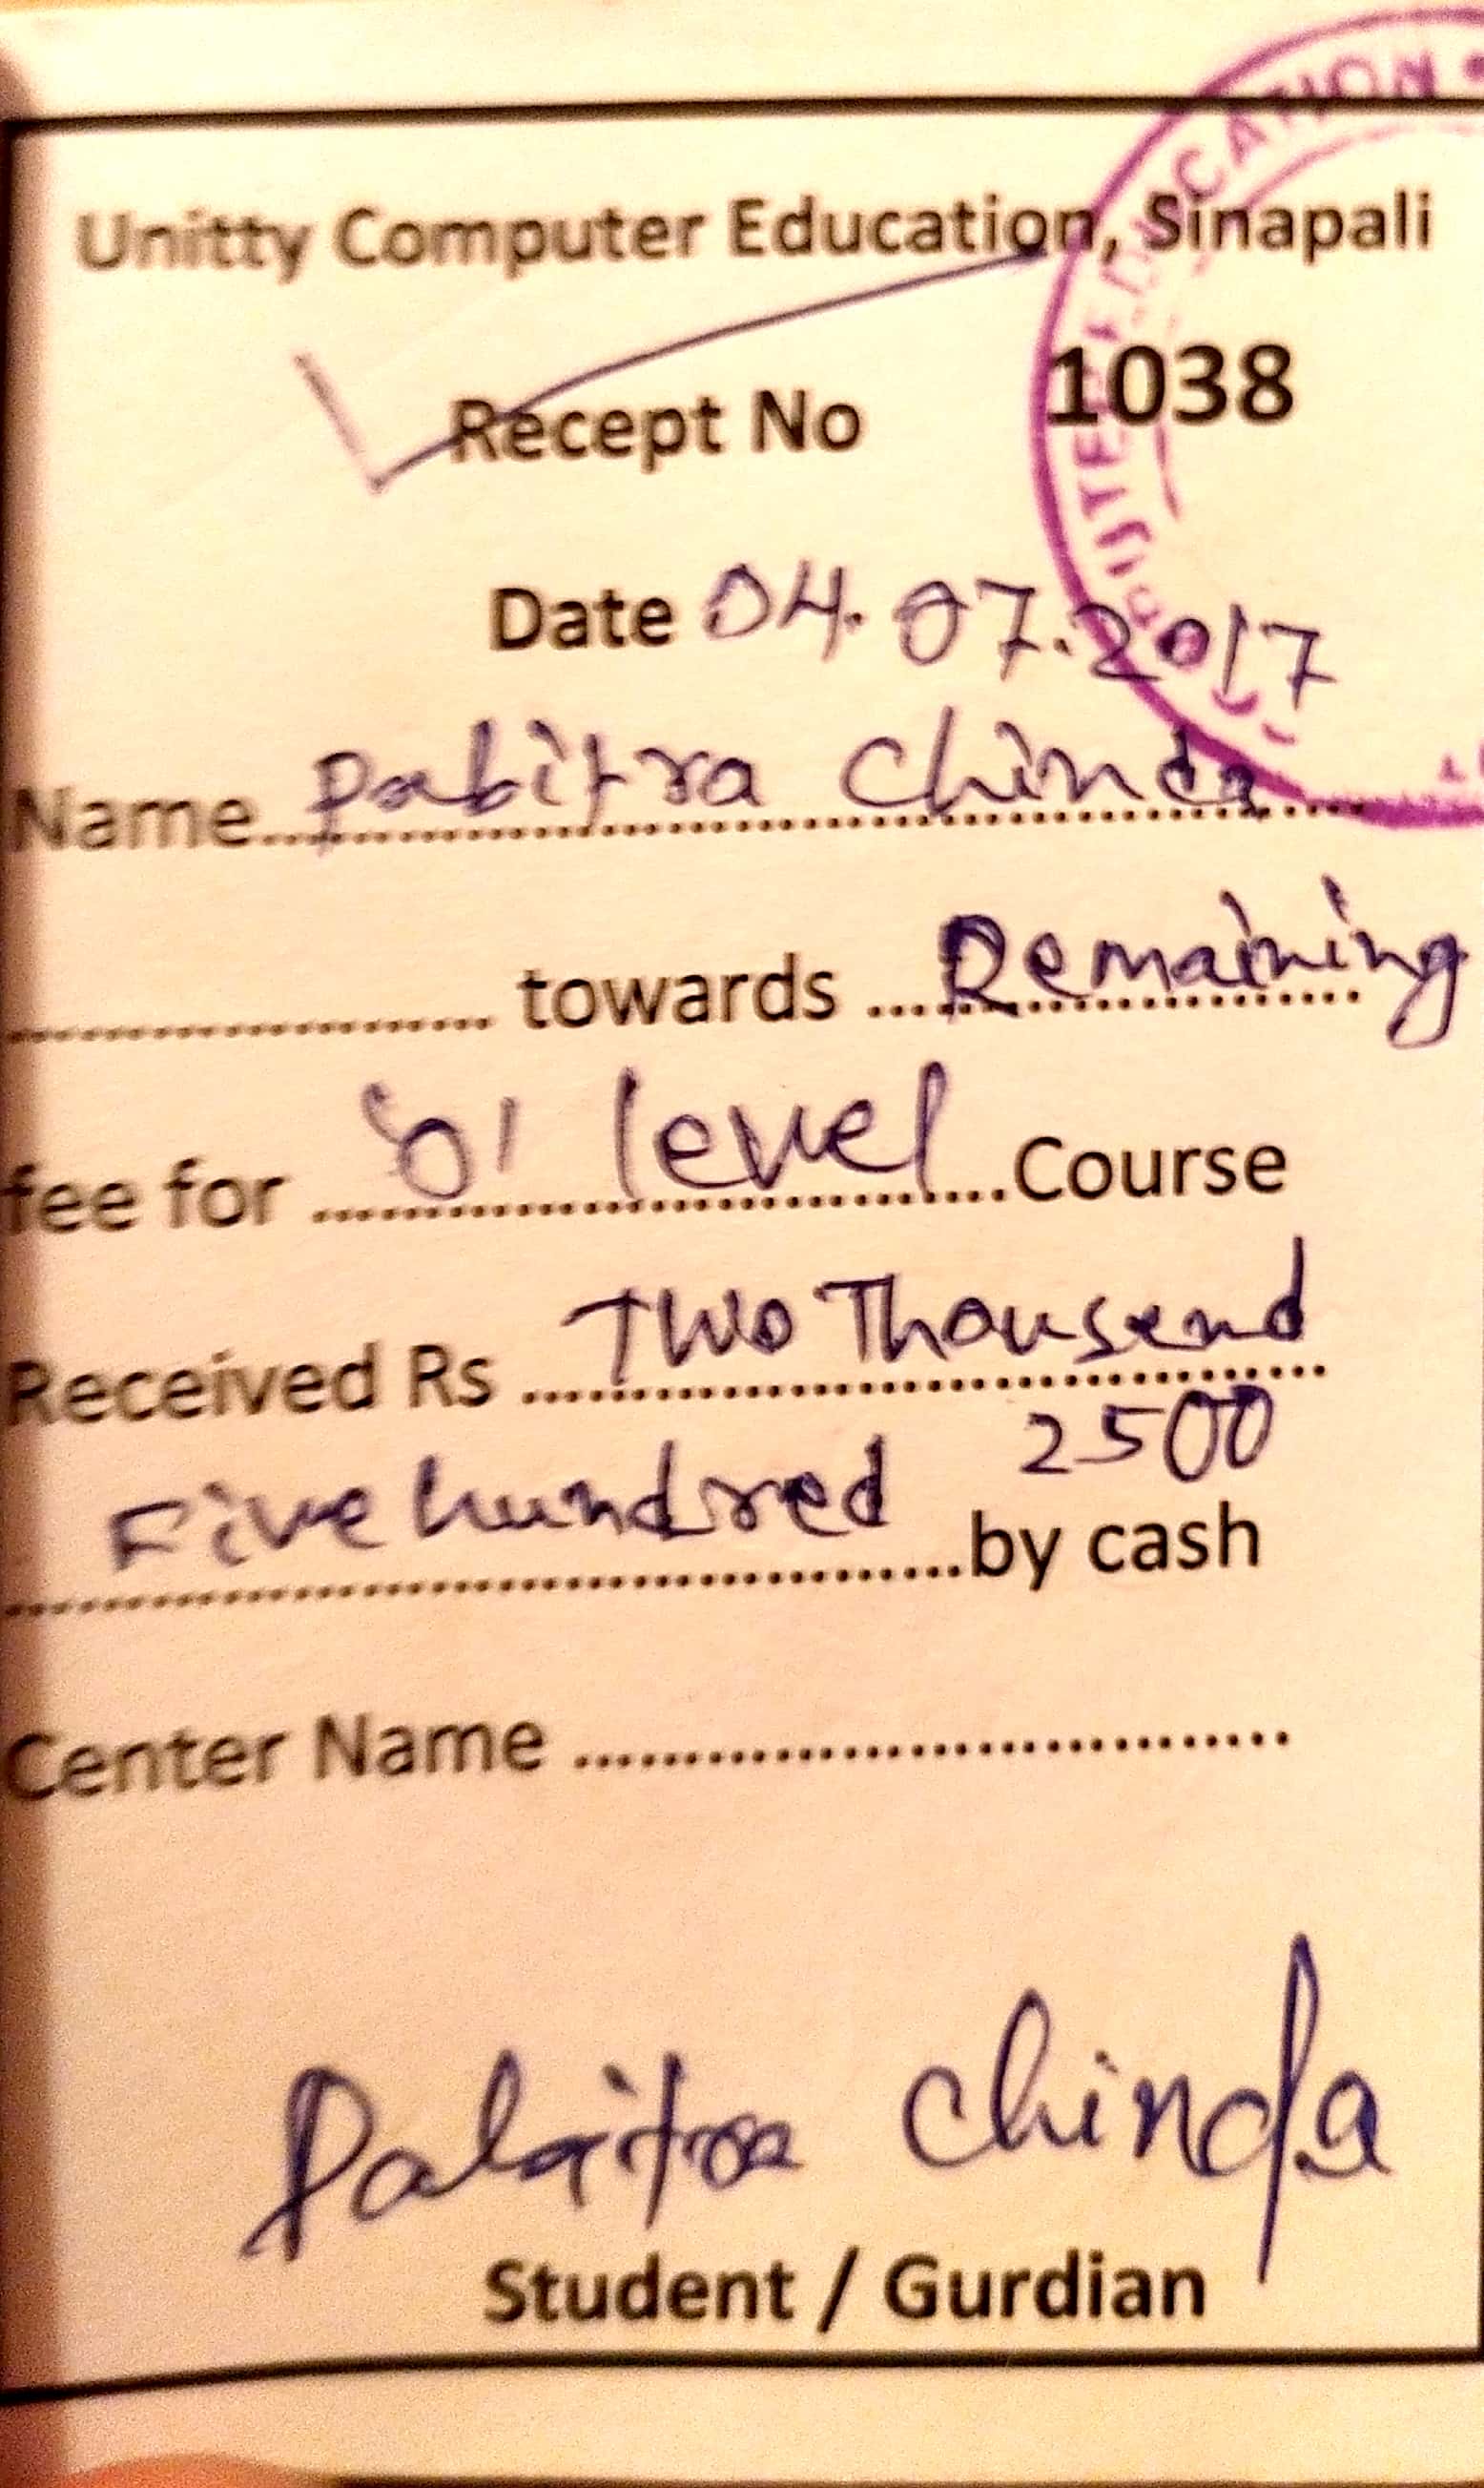 Unitty Computer Education, Sinapali
Recept No 1038
Date 04.07.2017
Name Pabitra Chinda
towards Remaining
fee for 'O' level Course
Received Rs Two Thousend
2500
Five hundred by cash
Center Name
Pabitra Chinda
Student / Gurdian